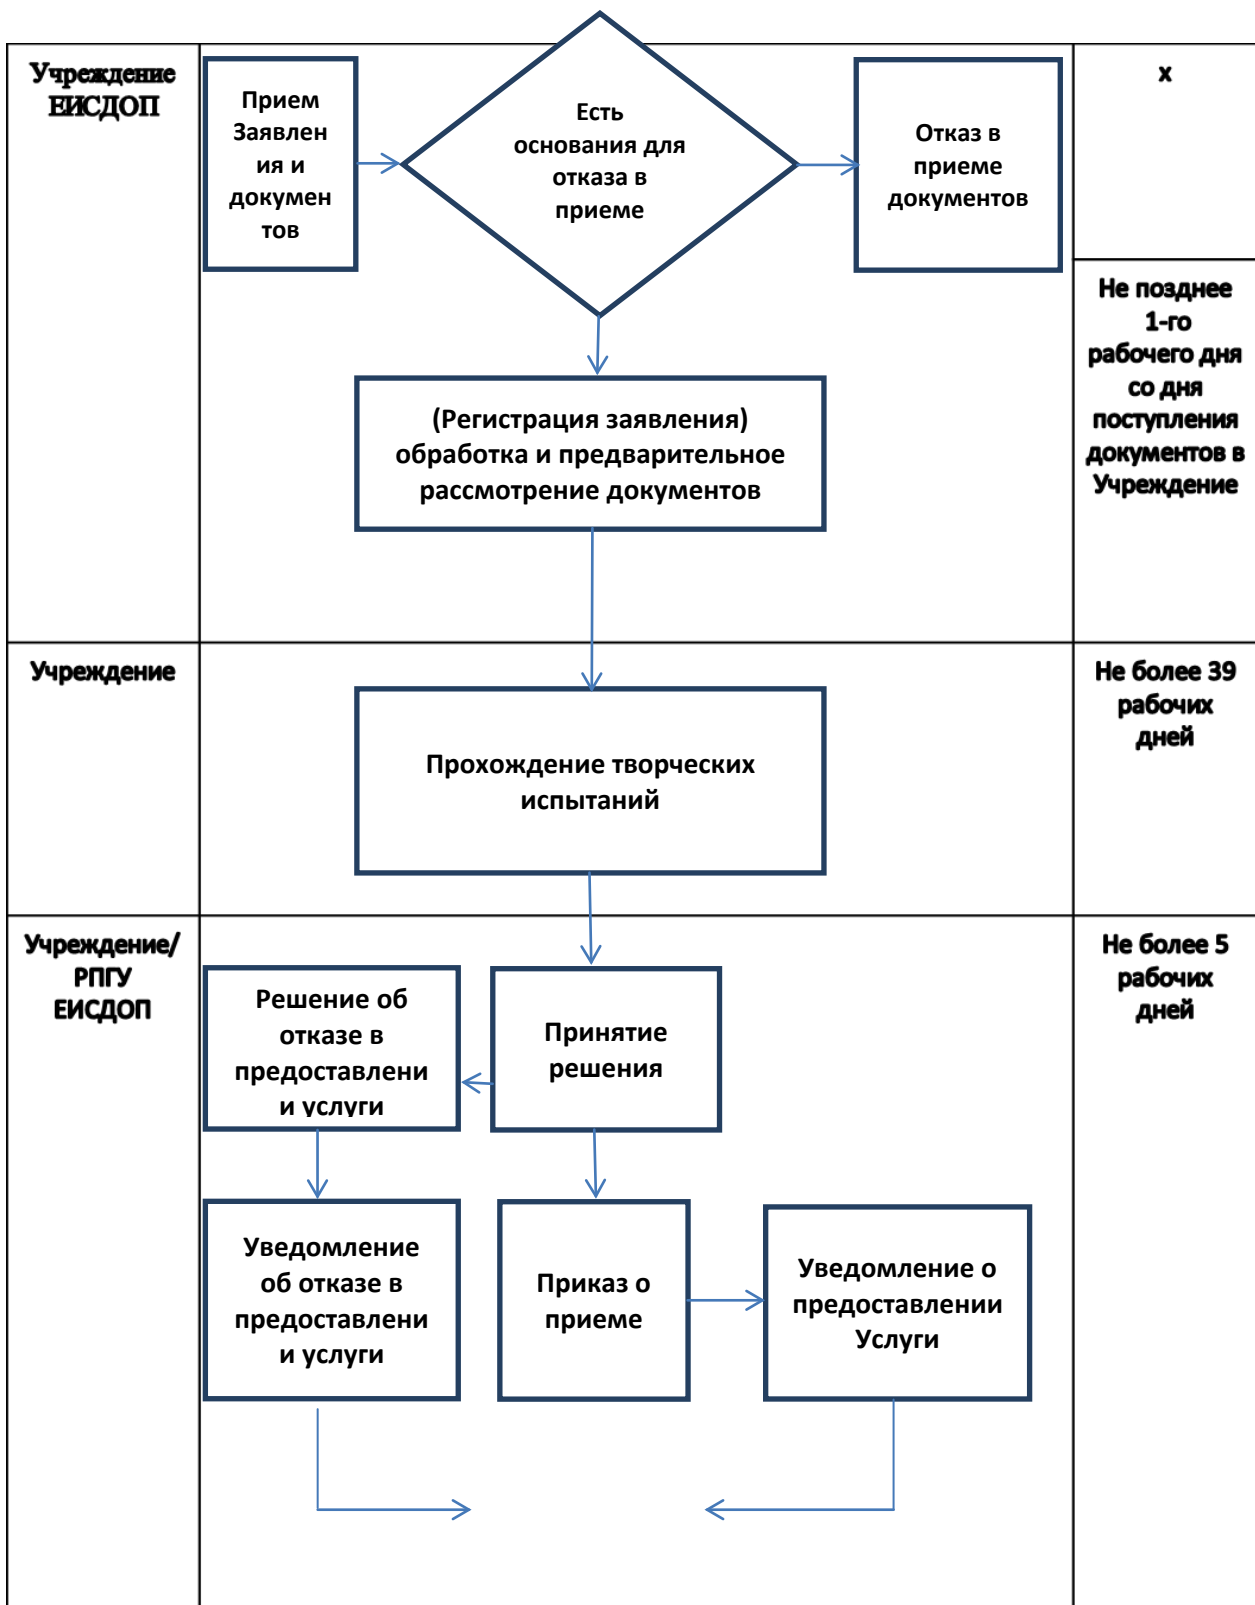 Учреждение
ЕИСДОП
Прием
Заявлен
ия и
докумен
тов
Есть
основания для
отказа в
приеме
Отказ в
приеме
документов
х
Не позднее
1-го
рабочего дня
со дня
поступления
документов в
Учреждение
(Регистрация заявления)
обработка и предварительное
рассмотрение документов
Учреждение
Прохождение творческих
испытаний
Не более 39
рабочих
дней
Учреждение/
РПГУ
ЕИСДОП
Решение об
отказе в
предоставлени
и услуги
Принятие
решения
Не более 5
рабочих
дней
Уведомление
об отказе в
предоставлени
и услуги
Приказ о
приеме
Уведомление о
предоставлении
Услуги